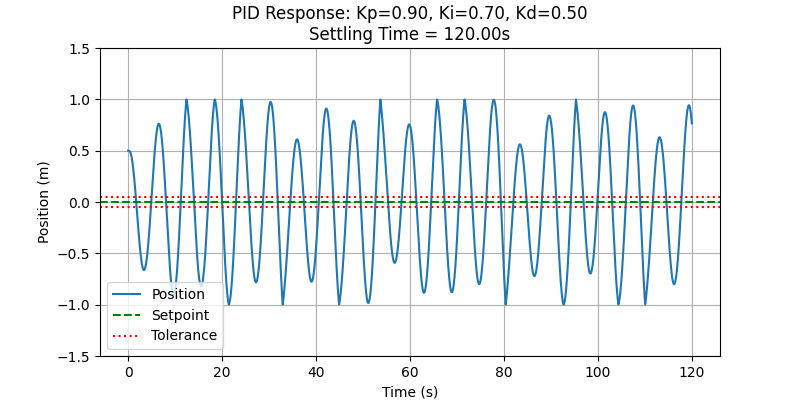 PID Response: Kp=0.90, Ki=0.70, Kd=0.50
Settling Time = 120.00s
1.5
1.0
0.5
0.0
−0.5
−1.0
−1.5
Position (m)
Position
Setpoint
Tolerance
0
20
40
60
80
100
120
Time (s)